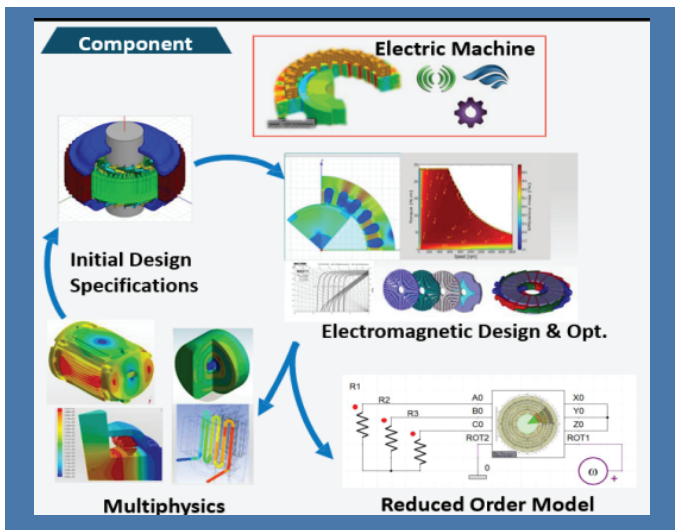 Component
Electric Machine
Initial Design
Specifications
Electromagnetic Design & Opt.
R1
R2
R3
A0
B0
C0
ROT2
X0
Y0
Z0
ROT1
0
ω
+
Multiphysics
Reduced Order Model